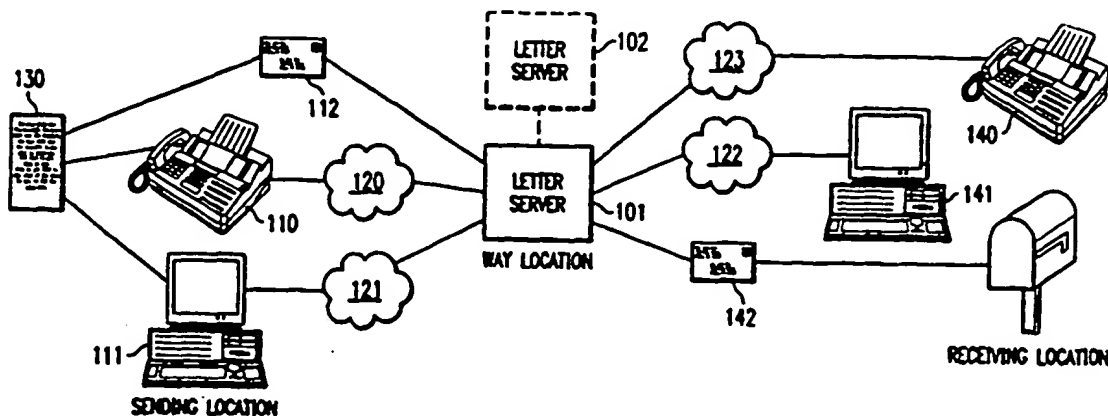 LETTER
SERVER
102
123
130
112
140
122
120
LETTER
SERVER
101
141
110
WAY LOCATION
121
142
111
RECEIVING LOCATION
SENDING LOCATION